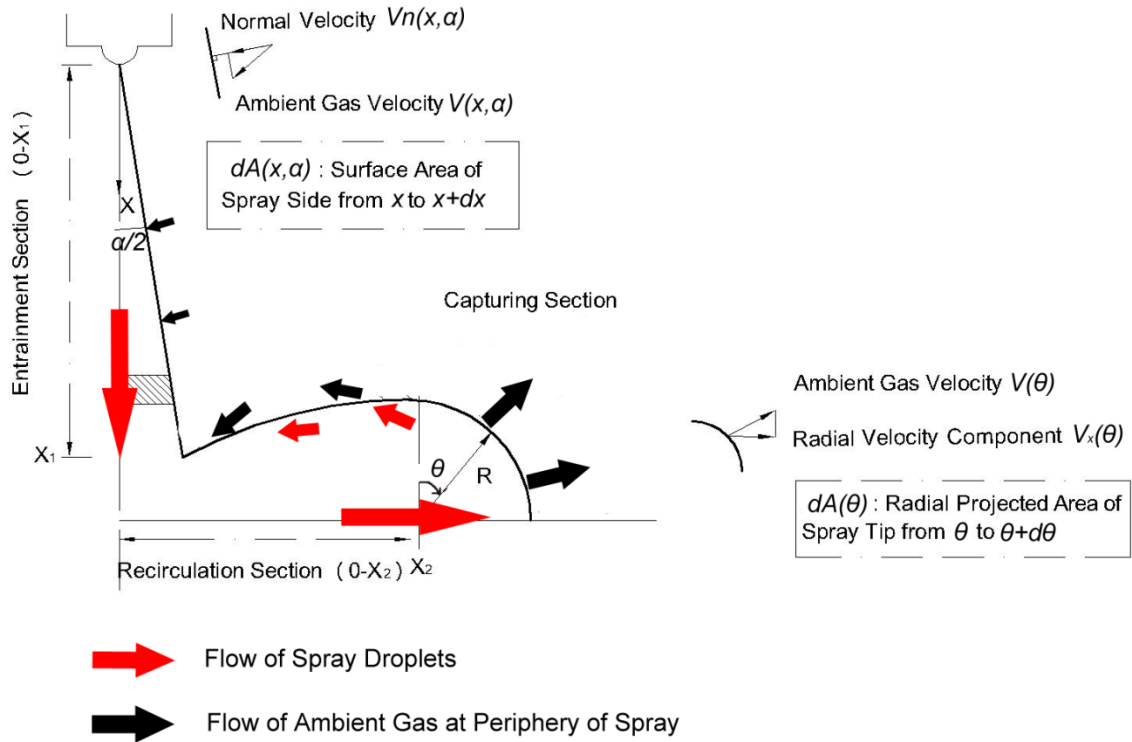 Normal Velocity Vn(x,α)
Ambient Gas Velocity V(x,α)
dA(x,α) : Surface Area of
Spray Side from x to x+dx
Entrainment Section ( 0-X₁)
X
α/2
Capturing Section
Ambient Gas Velocity V(θ)
Radial Velocity Component Vₓ(θ)
X₁
θ
R
dA(θ) : Radial Projected Area of
Spray Tip from θ to θ+dθ
Recirculation Section ( 0-X₂) X₂
Flow of Spray Droplets
Flow of Ambient Gas at Periphery of Spray